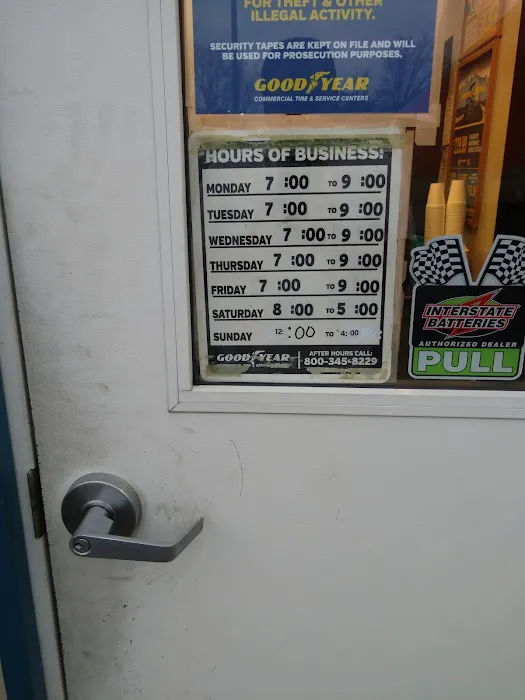 FOR THEFT & OTHER
ILLEGAL ACTIVITY.
SECURITY TAPES ARE KEPT ON FILE AND WILL
BE USED FOR PROSECUTION PURPOSES.
GOODYEAR
COMMERCIAL TIRE & SERVICE CENTERS
HOURS OF BUSINESS:
MONDAY 7 :00 TO 9 :00
TUESDAY 7 :00 TO 9 :00
WEDNESDAY 7 :00 TO 9 :00
THURSDAY 7 :00 TO 9 :00
FRIDAY 7 :00 TO 9 :00
SATURDAY 8 :00 TO 5 :00
SUNDAY 12: :00 TO 4: 00
GOODYEAR
AFTER HOURS CALL:
800-345-8229
INTERSTATE
BATTERIES
AUTHORIZED DEALER
PULL